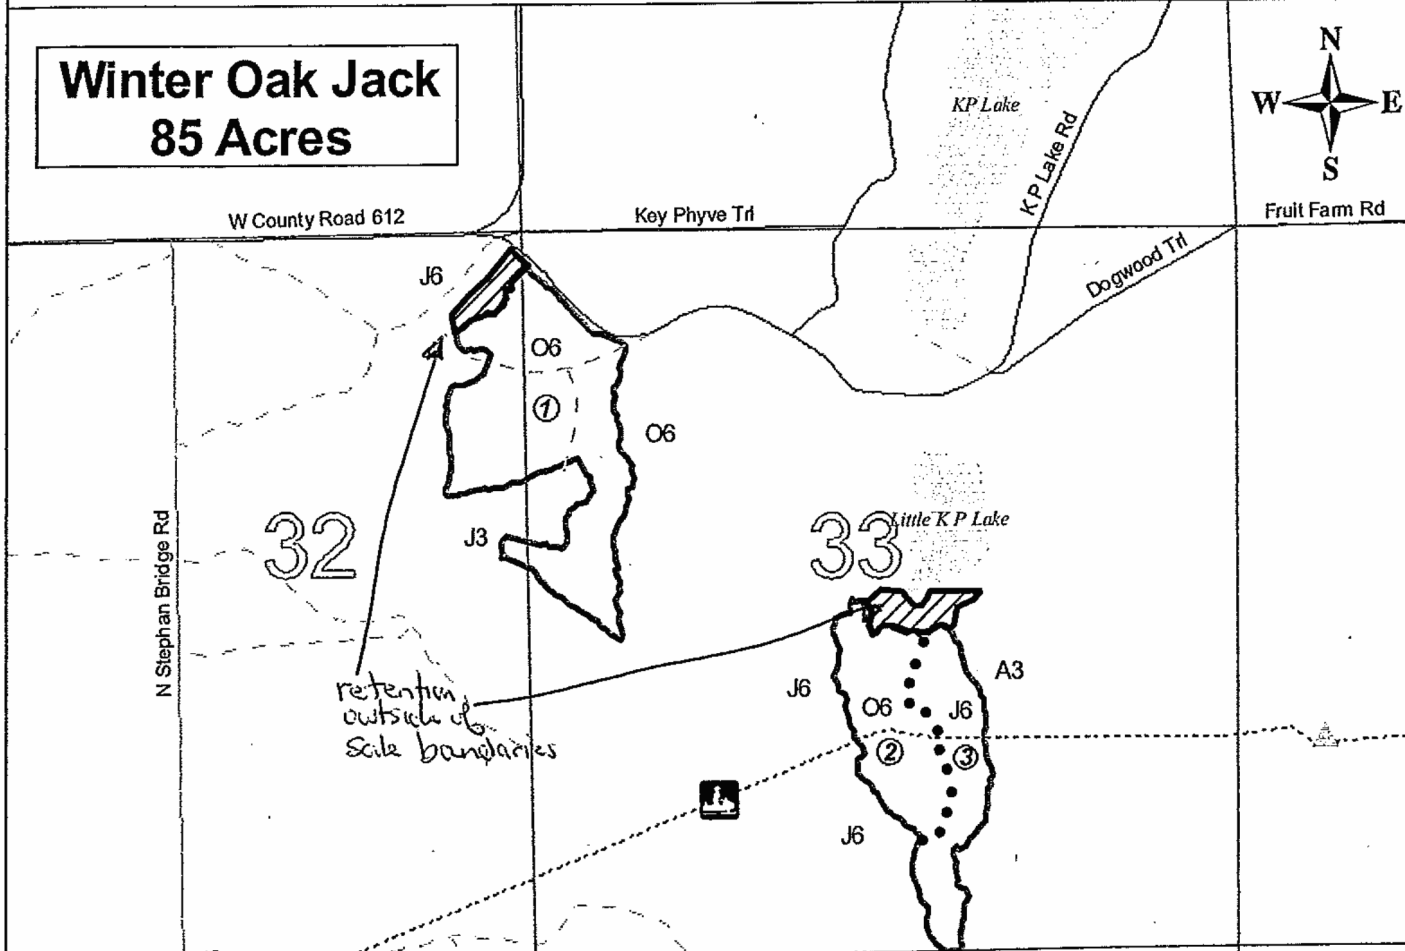 Winter Oak Jack
85 Acres
N
W E
S
KP Lake
KP Lake Rd
W County Road 612
Key Phyve Trl
Fruit Farm Rd
Dogwood Trl
J6
O6
1
O6
32
33
Little K P Lake
J3
N Stephan Bridge Rd
retention
outside of
Sale boundaries
J6
O6
J6
A3
2
3
J6